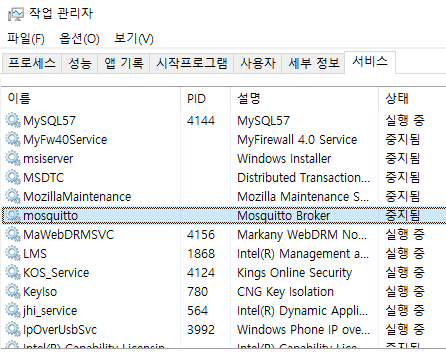 작업 관리자
파일(F) 옵션(O) 보기(V)
프로세스 성능 앱 기록 시작프로그램 사용자 세부 정보 서비스
이름 PID 설명 상태
MySQL57 4144 MySQL57 실행 중
MyFw40Service MyFirewall 4.0 Service 중지됨
msiserver Windows Installer 중지됨
MSDTC Distributed Transaction... 중지됨
MozillaMaintenance Mozilla Maintenance S... 중지됨
mosquitto Mosquitto Broker 중지됨
MaWebDRMSVC 4156 Markany WebDRM No... 실행 중
LMS 1868 Intel(R) Management a... 실행 중
KOS_Service 4124 Kings Online Security 실행 중
KeyIso 780 CNG Key Isolation 실행 중
jhi_service 564 Intel(R) Dynamic Appli... 실행 중
IpOverUsbSvc 3992 Windows Phone IP ove... 실행 중
Intel(R) Capability Licensin... Intel(R) Capability Li...